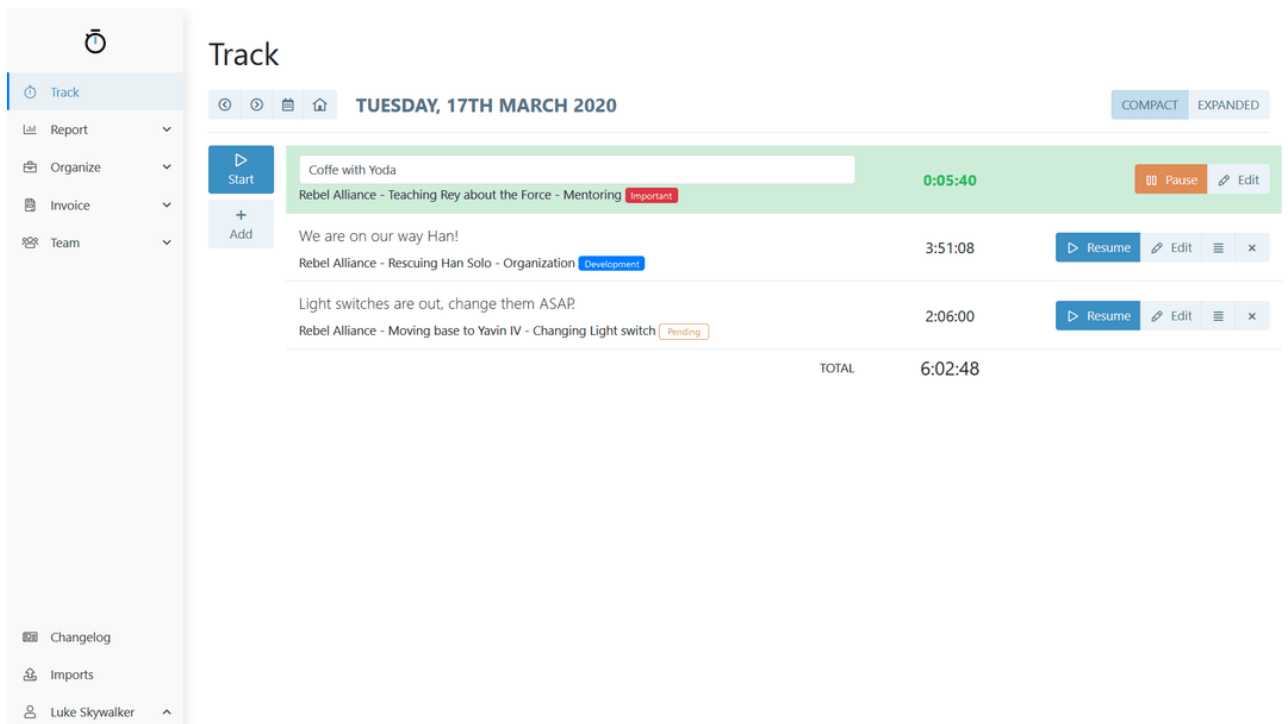 Track
Track
TUESDAY, 17TH MARCH 2020
COMPACT EXPANDED
Report
Organize
Invoice
Team
Start
Add
Coffe with Yoda
Rebel Alliance - Teaching Rey about the Force - Mentoring Important
0:05:40
Pause Edit
We are on our way Han!
Rebel Alliance - Rescuing Han Solo - Organization Development
3:51:08
Resume Edit
Light switches are out, change them ASAP.
Rebel Alliance - Moving base to Yavin IV - Changing Light switch Pending
2:06:00
Resume Edit
TOTAL 6:02:48
Changelog
Imports
Luke Skywalker